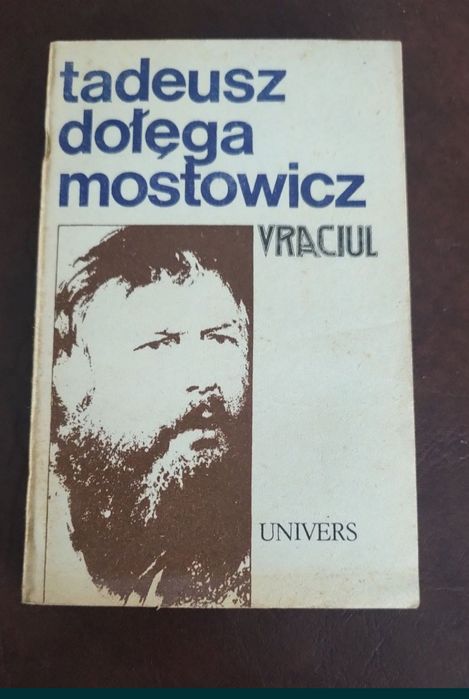 tadeusz
dołęga
mostowicz
VRACIUL
UNIVERS